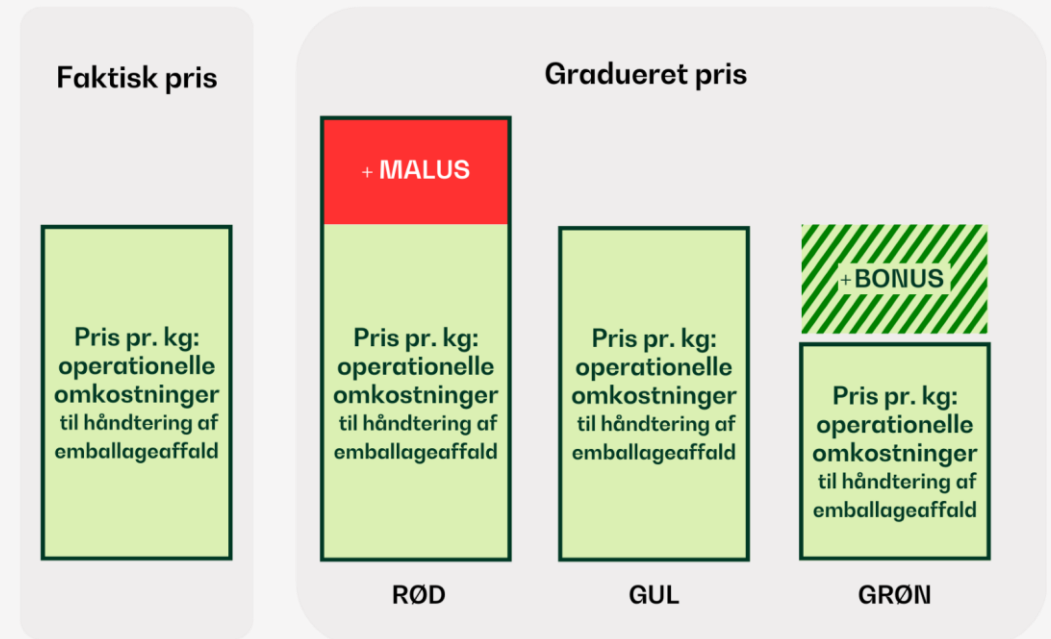 Faktisk pris
Pris pr. kg:
operationelle
omkostninger
til håndtering af
emballageaffald
Gradueret pris
+ MALUS
Pris pr. kg:
operationelle
omkostninger
til håndtering af
emballageaffald
RØD
Pris pr. kg:
operationelle
omkostninger
til håndtering af
emballageaffald
GUL
+BONUS
Pris pr. kg:
operationelle
omkostninger
til håndtering af
emballageaffald
GRØN